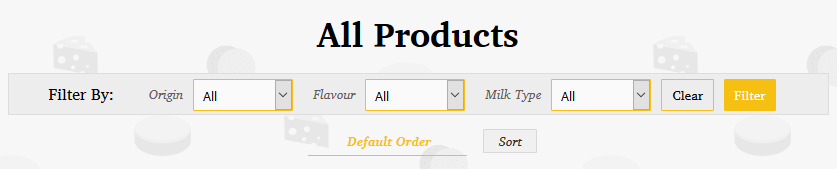 All Products
Filter By: Origin All Flavour All Milk Type All Clear Filter
Default Order Sort